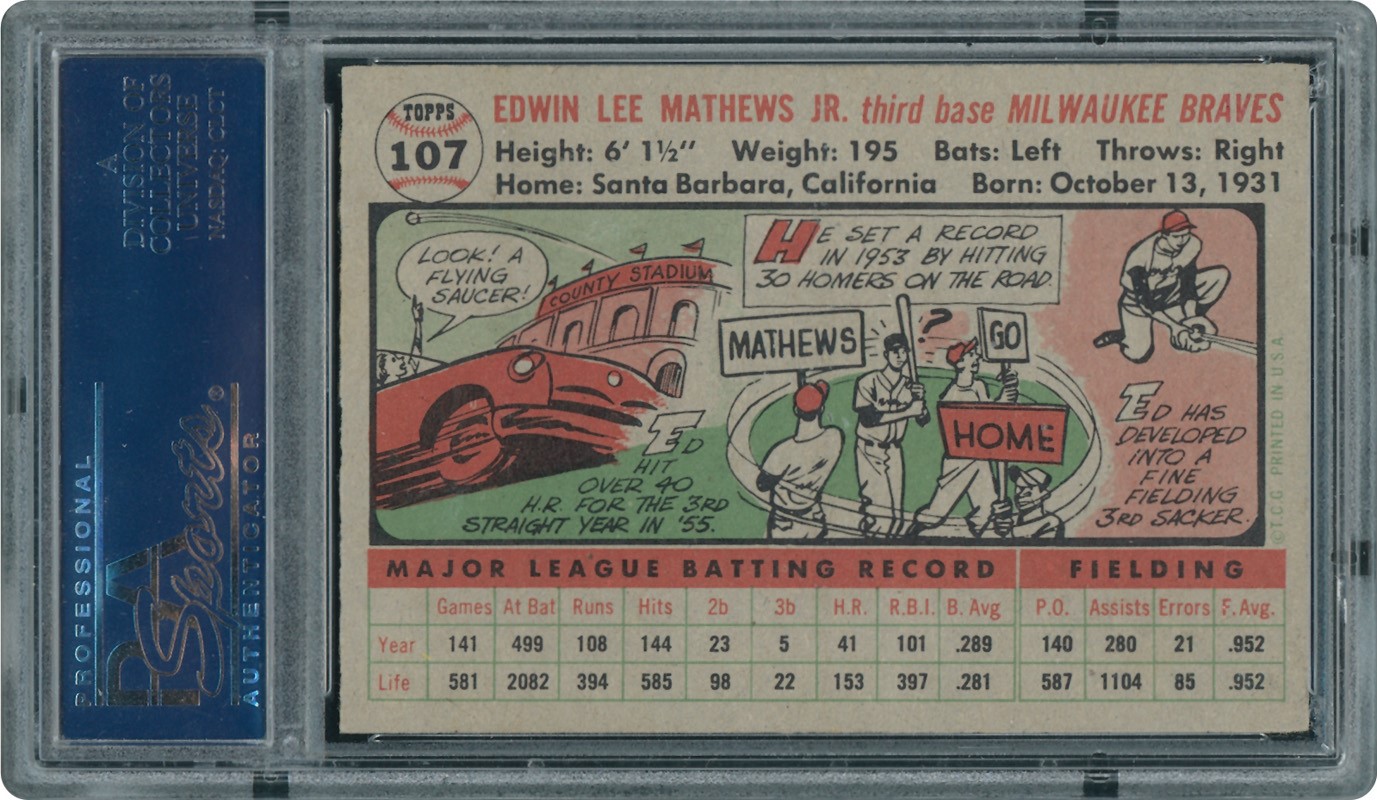 A
DIVISION OF
COLLECTORS
UNIVERSE
NASDAQ: CLCT
PROFESSIONAL
PSA
Sports
AUTHENTICATOR
TOPPS
107
EDWIN LEE MATHEWS JR. third base MILWAUKEE BRAVES
Height: 6' 1½" Weight: 195 Bats: Left Throws: Right
Home: Santa Barbara, California Born: October 13, 1931
LOOK! A
FLYING
SAUCER!
COUNTY STADIUM
ED
HIT
OVER 40
H.R. FOR THE 3RD
STRAIGHT YEAR IN '55.
HE SET A RECORD
IN 1953 BY HITTING
30 HOMERS ON THE ROAD.
MATHEWS
?
GO
HOME
ED HAS
DEVELOPED
INTO A
FINE
FIELDING
3RD SACKER.
©T.C.C. PRINTED IN U.S.A.
MAJOR LEAGUE BATTING RECORD FIELDING
Games At Bat Runs Hits 2b 3b H.R. R.B.I. B. Avg P.O. Assists Errors F. Avg.
Year 141 499 108 144 23 5 41 101 .289 140 280 21 .952
Life 581 2082 394 585 98 22 153 397 .281 587 1104 85 .952